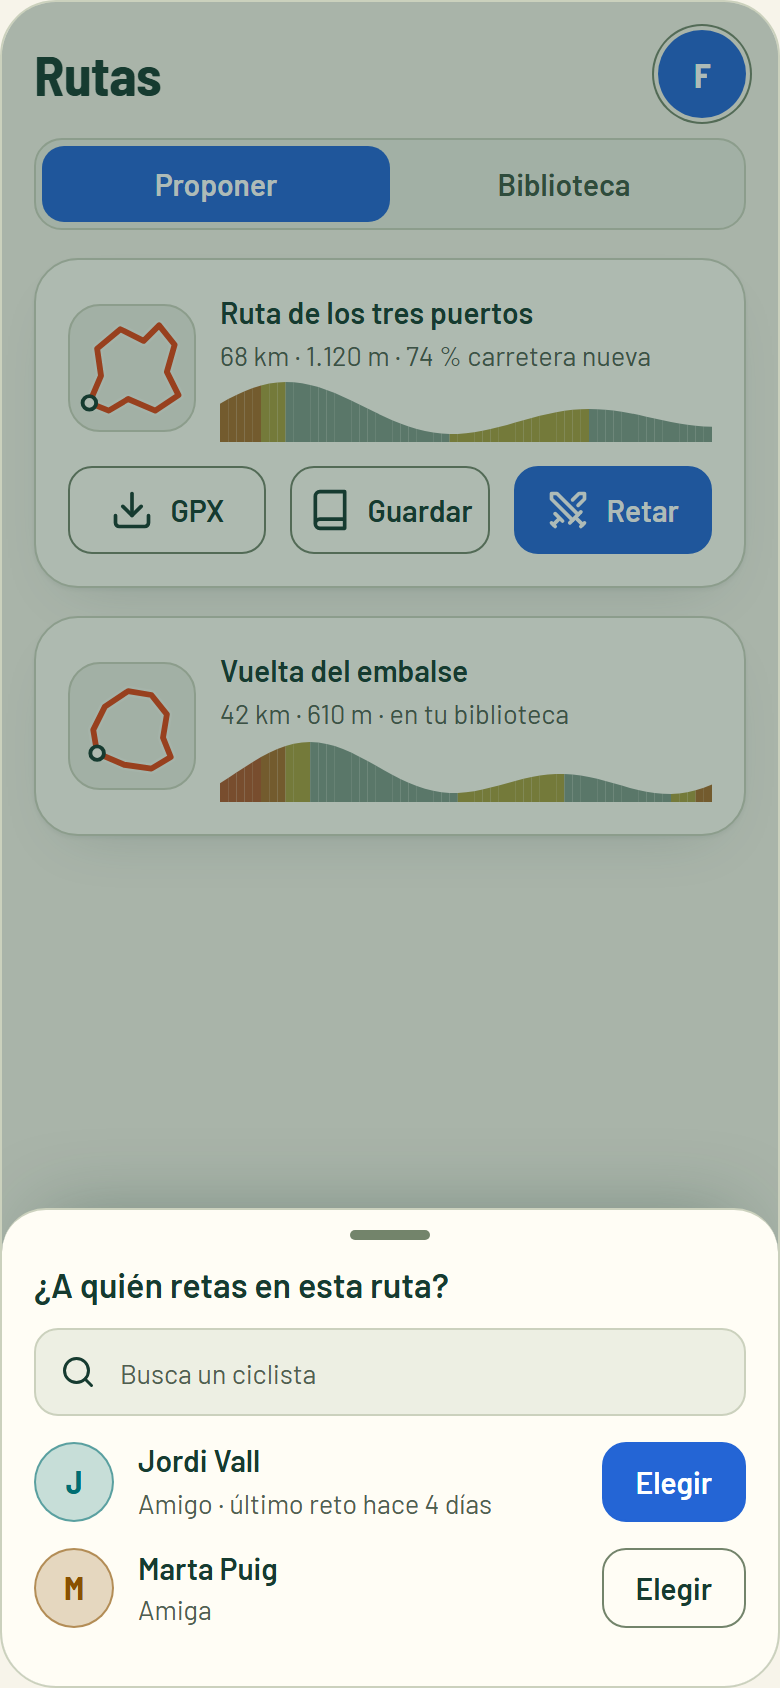 Rutas
F
Proponer
Biblioteca
Ruta de los tres puertos
68 km · 1.120 m · 74 % carretera nueva
GPX
Guardar
Retar
Vuelta del embalse
42 km · 610 m · en tu biblioteca
¿A quién retas en esta ruta?
Busca un ciclista
J
Jordi Vall
Amigo · último reto hace 4 días
Elegir
M
Marta Puig
Amiga
Elegir